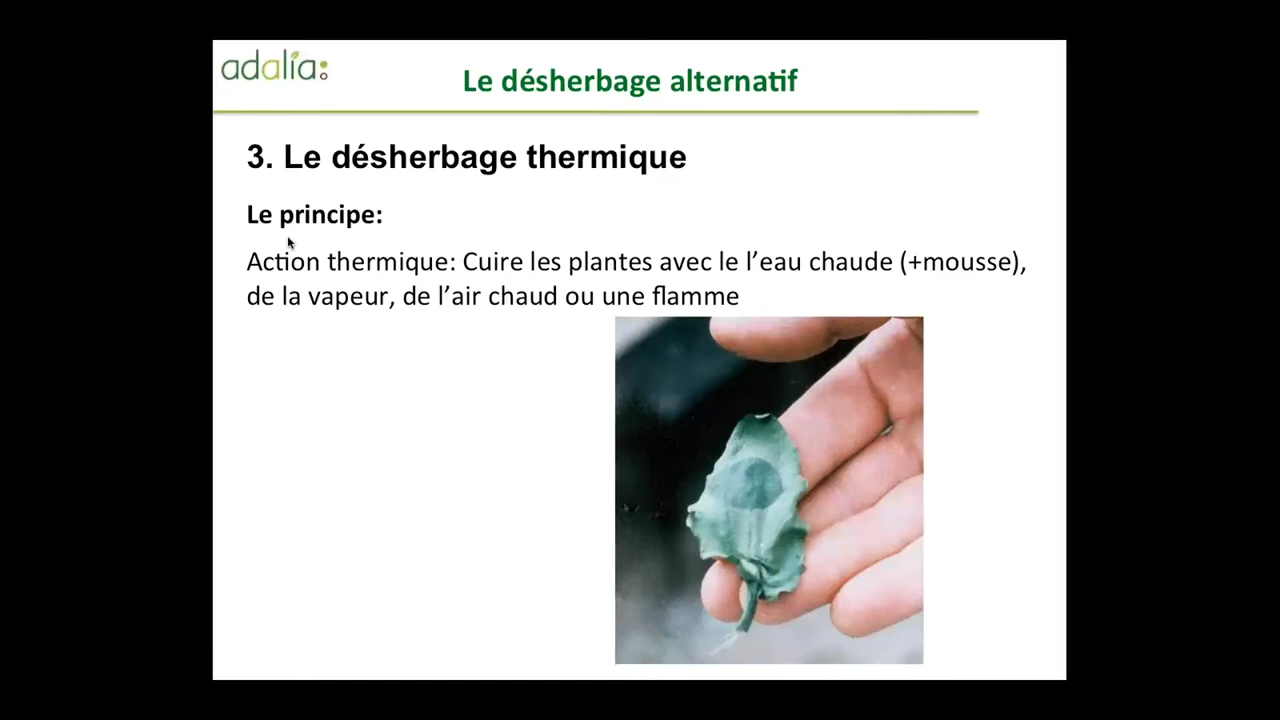 adalia
Le désherbage alternatif
3. Le désherbage thermique
Le principe:
Action thermique: Cuire les plantes avec le l’eau chaude (+mousse),
de la vapeur, de l’air chaud ou une flamme